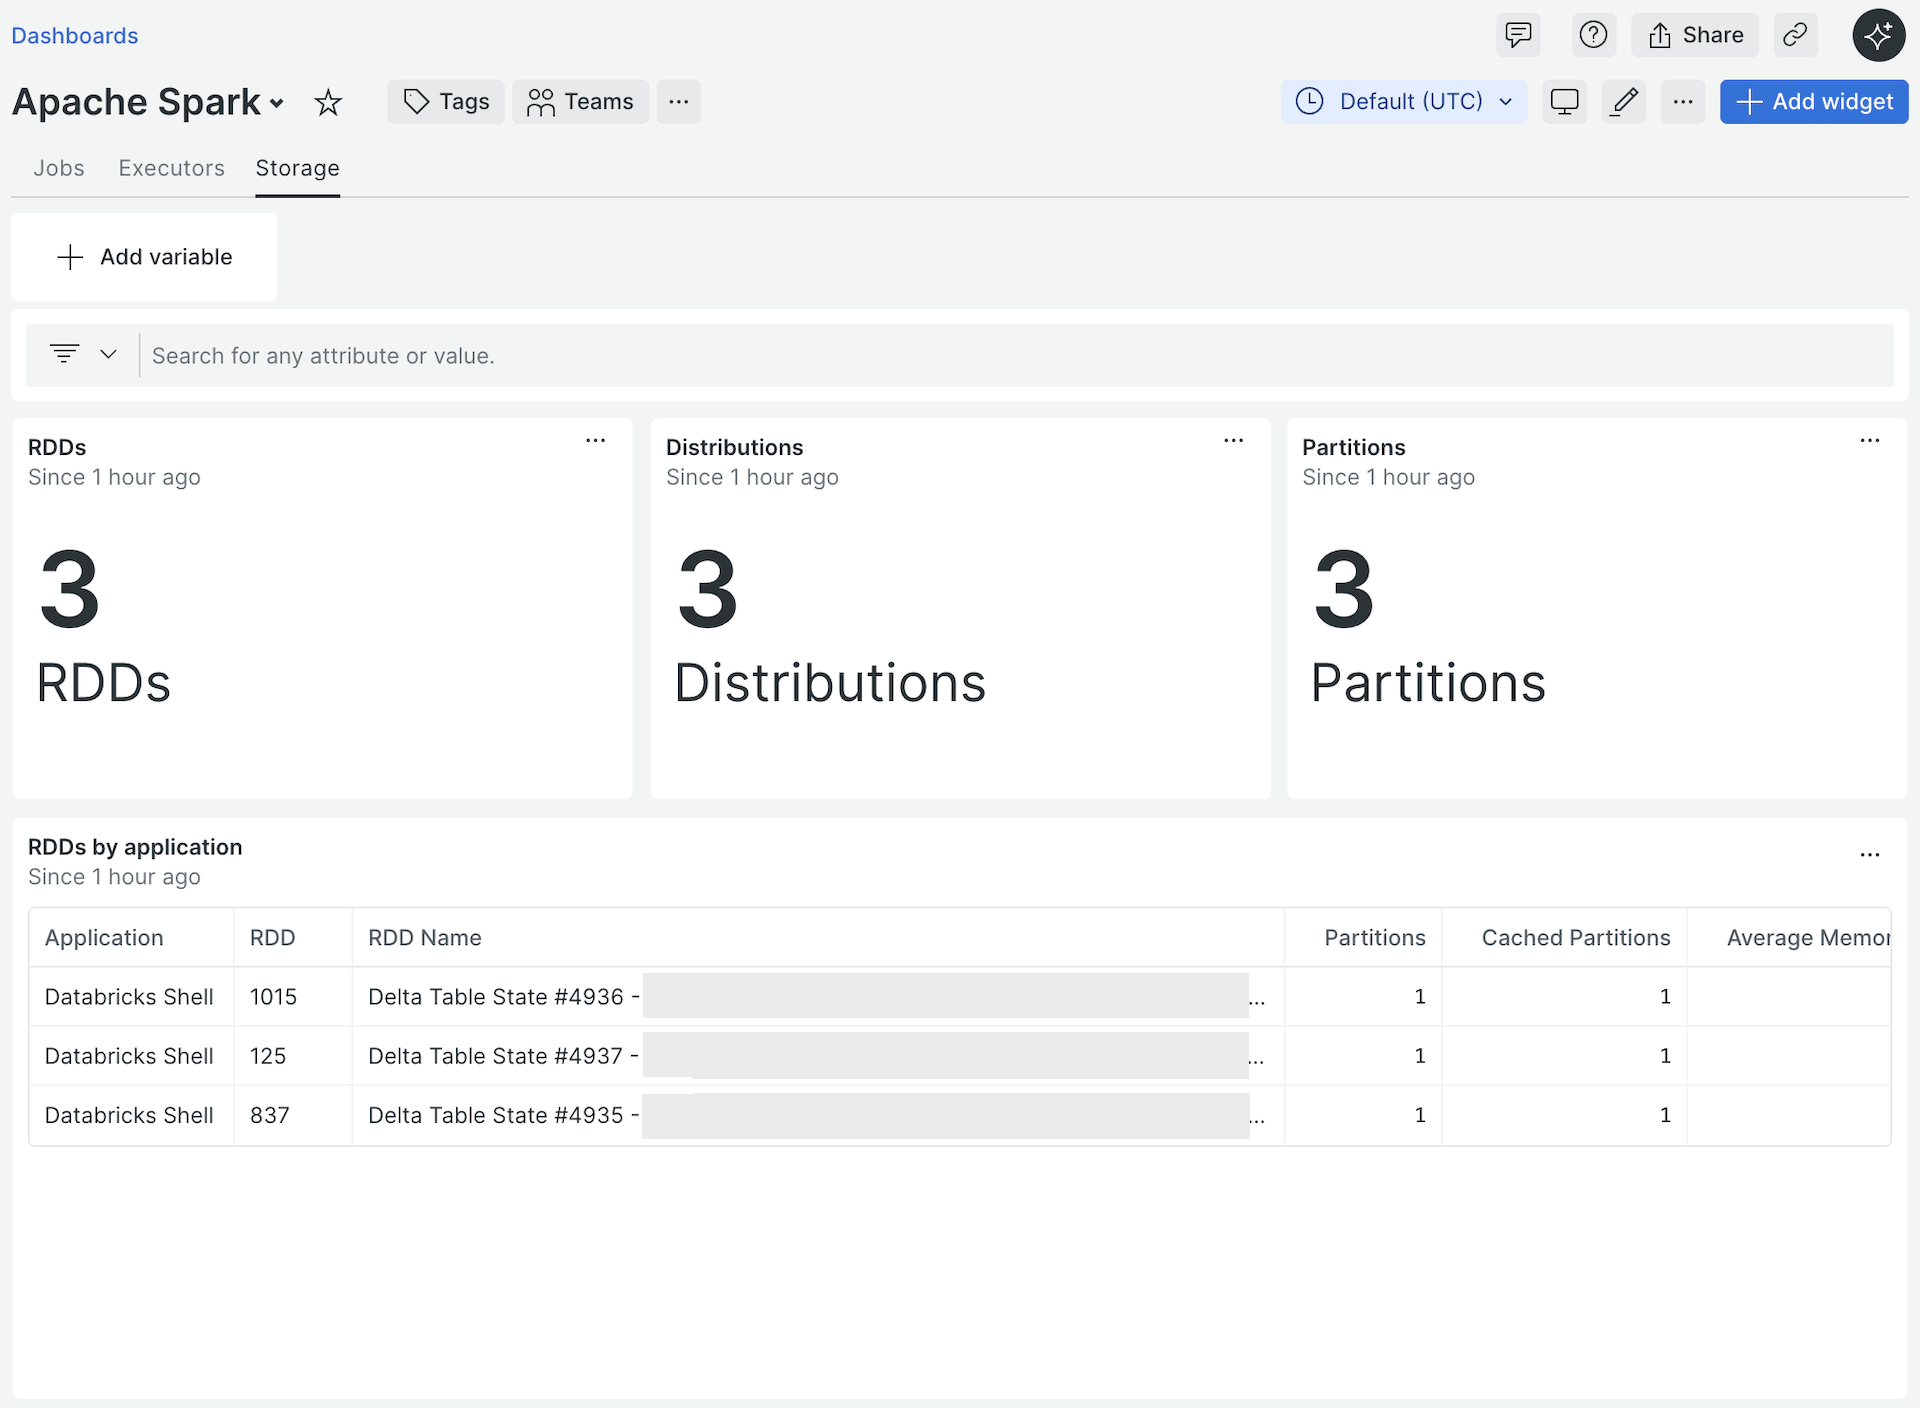 Dashboards
Share
Apache Spark
Tags
Teams
...
Default (UTC)
...
Add widget
Jobs
Executors
Storage
Add variable
Search for any attribute or value.
RDDs
...
Since 1 hour ago
3
RDDs
Distributions
...
Since 1 hour ago
3
Distributions
Partitions
...
Since 1 hour ago
3
Partitions
RDDs by application
...
Since 1 hour ago
Application RDD RDD Name Partitions Cached Partitions Average Memor
Databricks Shell 1015 Delta Table State #4936 - ... 1 1
Databricks Shell 125 Delta Table State #4937 - ... 1 1
Databricks Shell 837 Delta Table State #4935 - ... 1 1